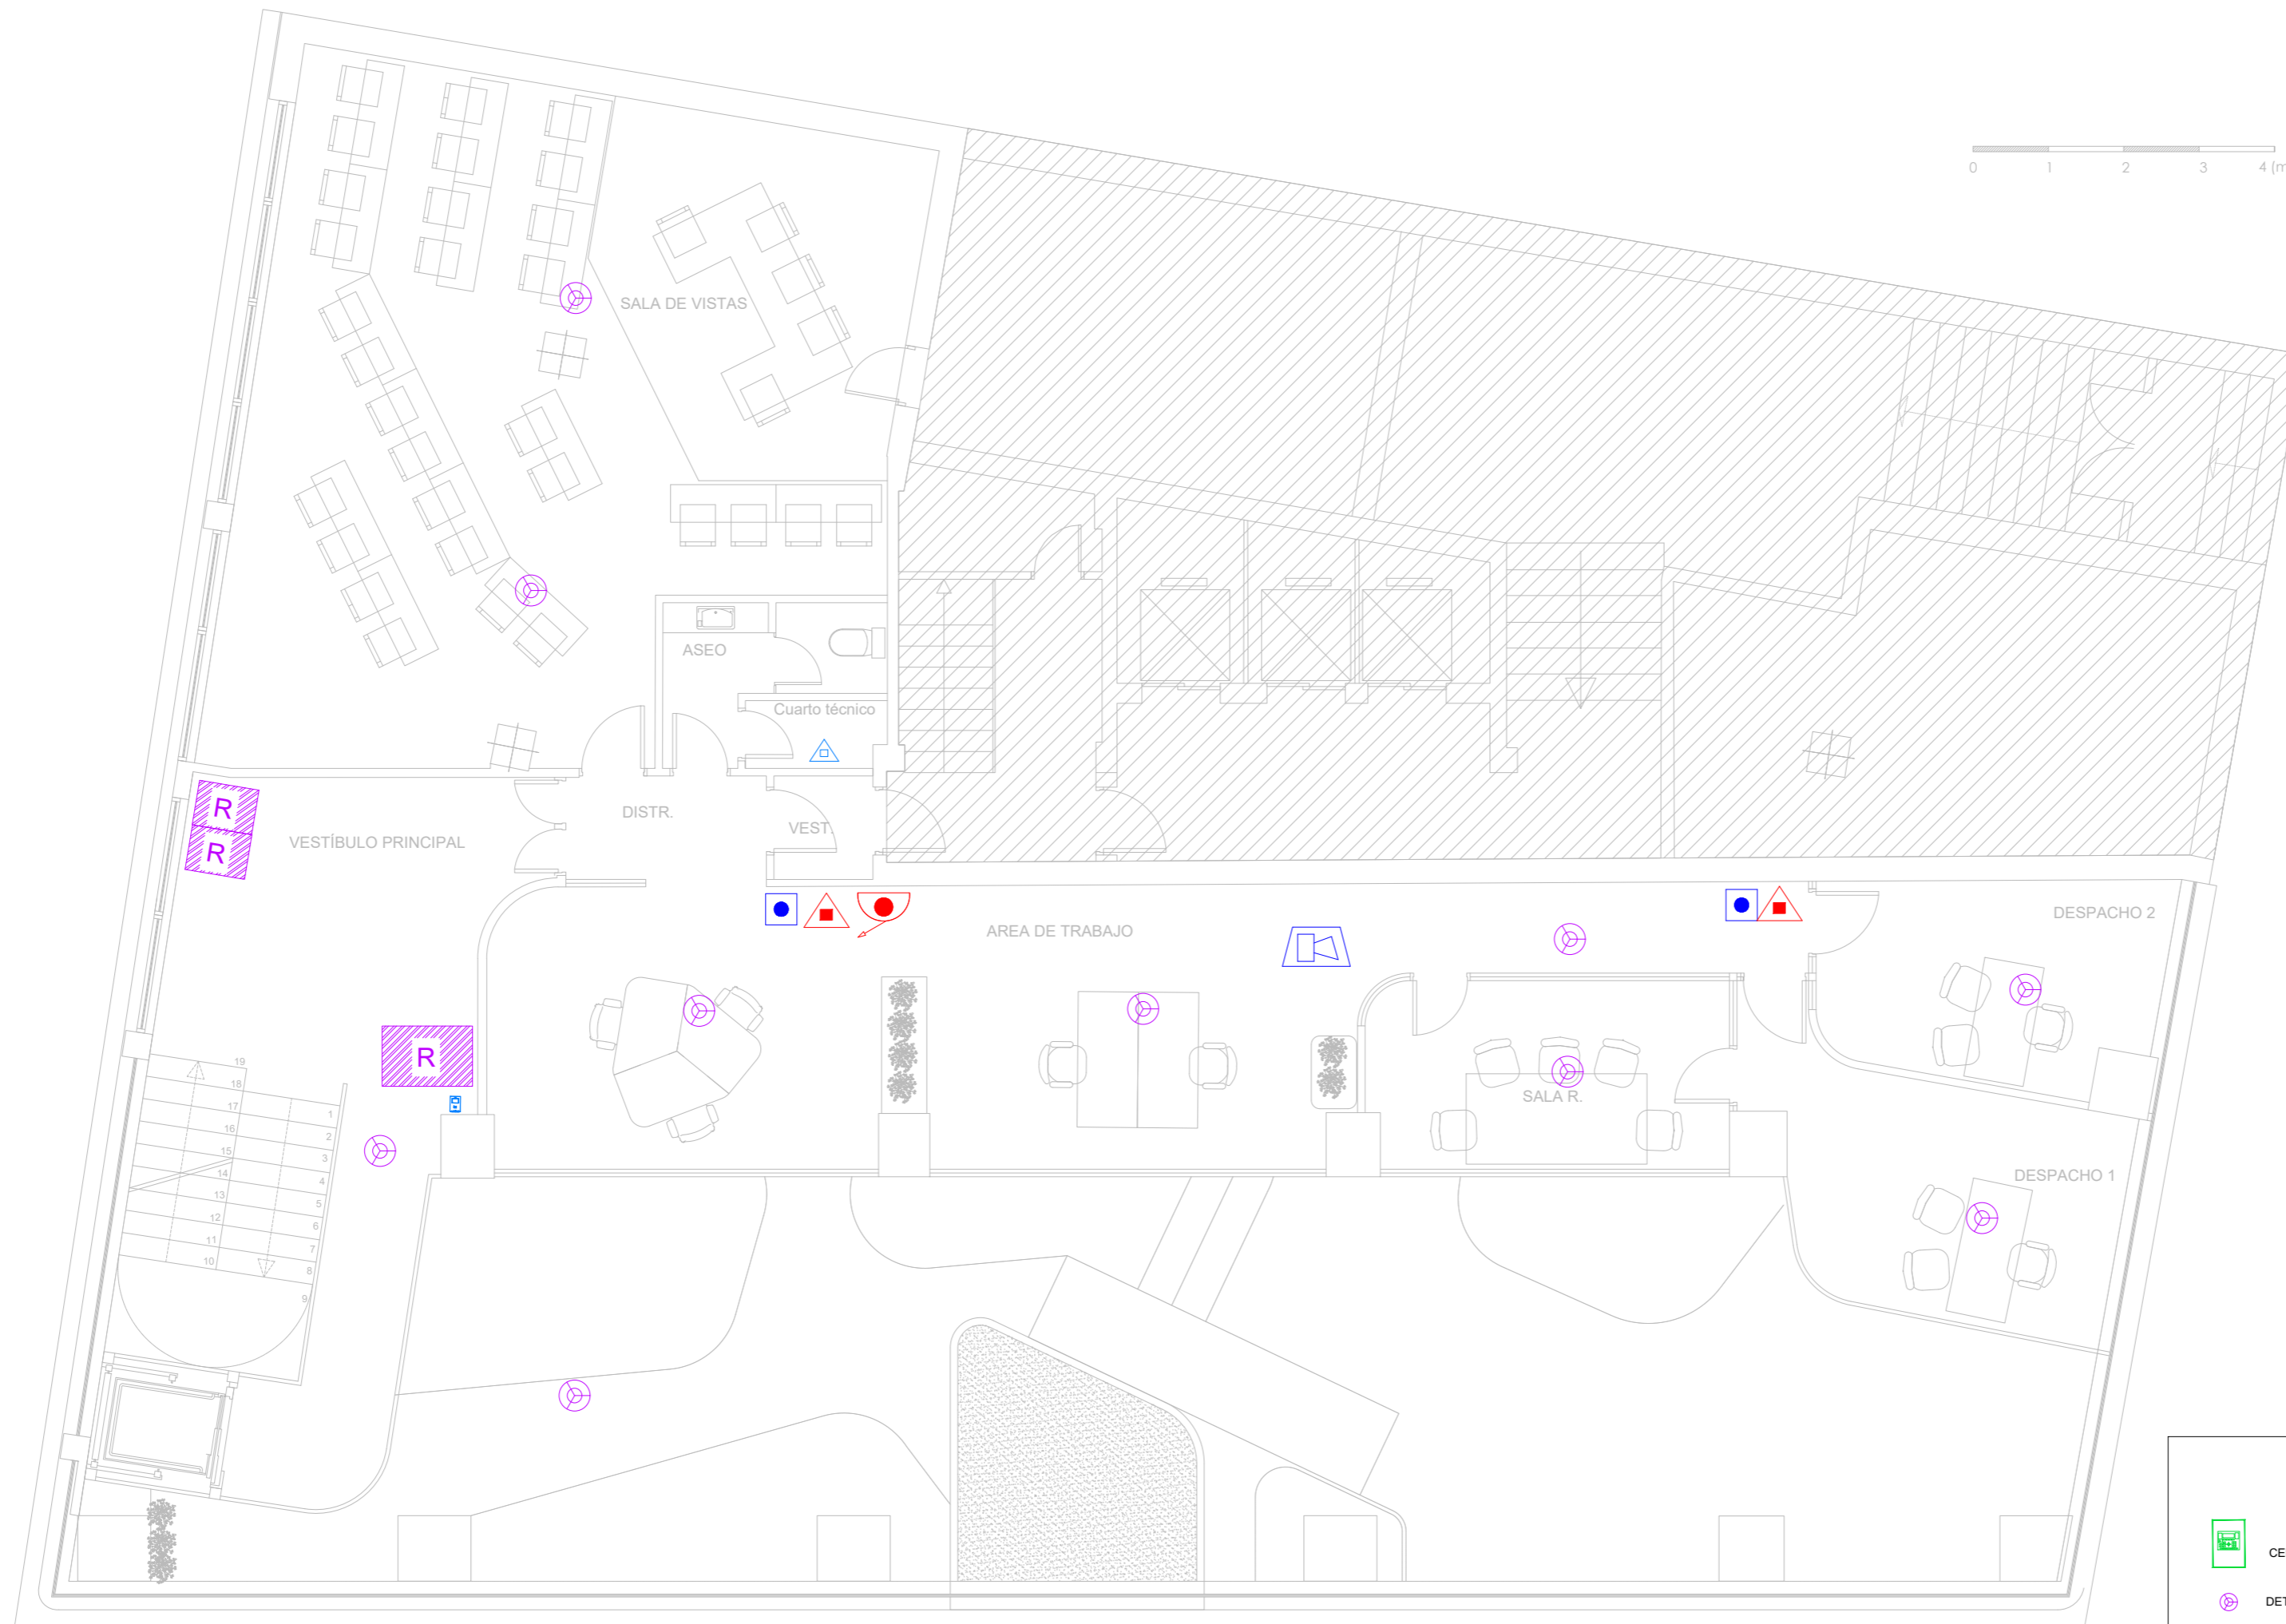 0 1 2 3 4 (m
SALA DE VISTAS
ASEO
Cuarto técnico
R
R
VESTÍBULO PRINCIPAL
DISTR.
VEST.
AREA DE TRABAJO
DESPACHO 2
R
SALA R.
DESPACHO 1
19
18
17
16
15
14
13
12
11
10
1
2
3
4
5
6
7
8
9
CE
DET